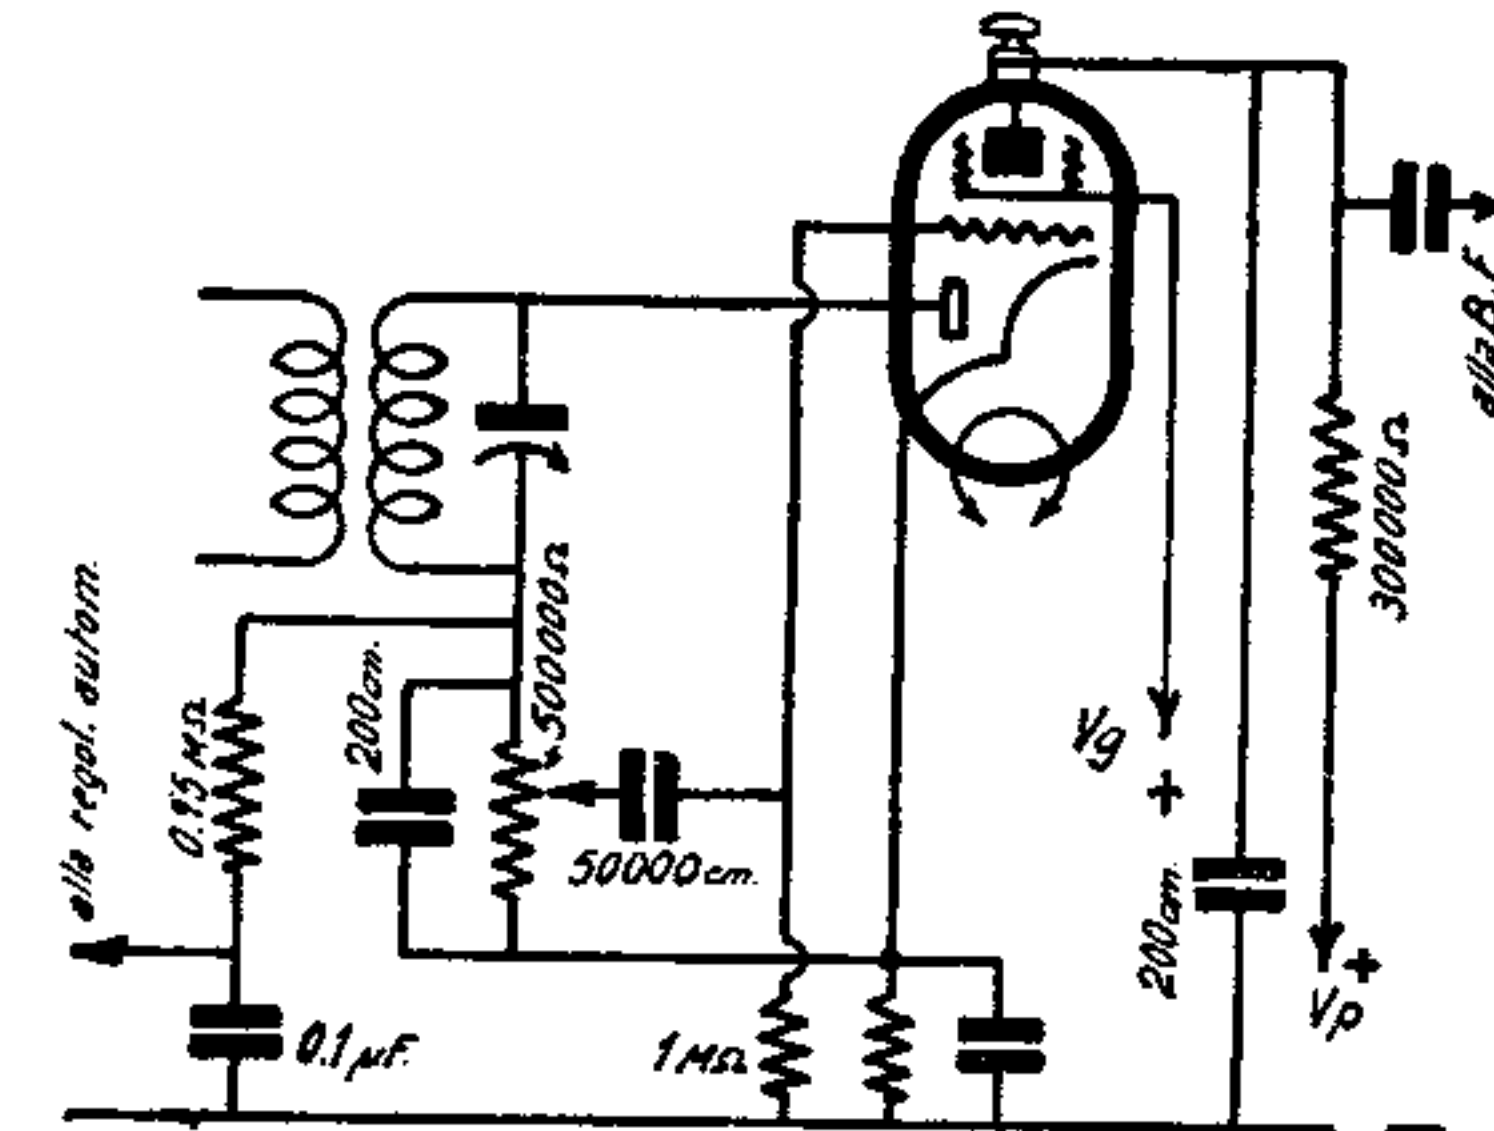 alla regol. autom.
0.15 MΩ
200 cm.
500000 Ω
50000 cm.
0.1 µF.
1 MΩ
Vg
+
200 cm.
300000 Ω
+
Vp
alla B.F.